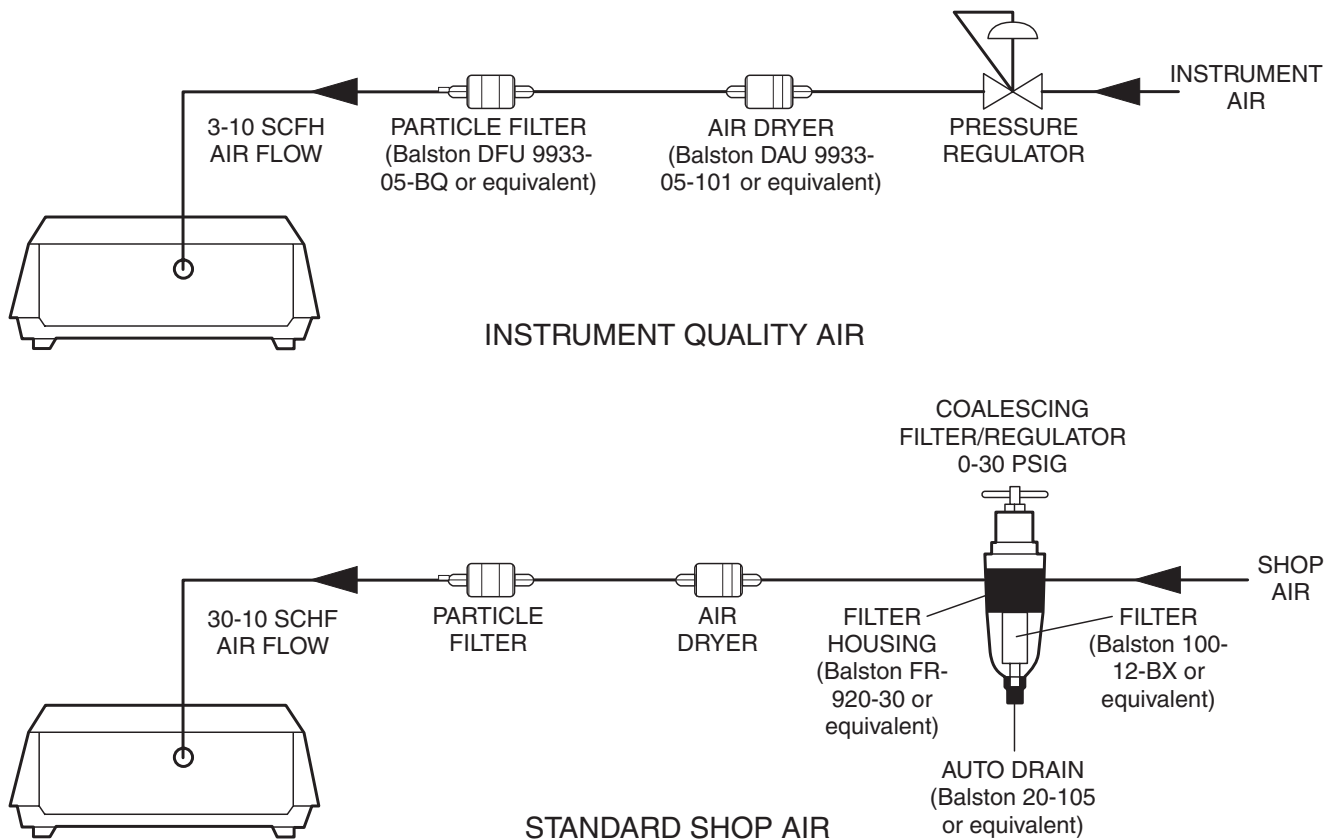 INSTRUMENT
AIR
3-10 SCFH
AIR FLOW
PARTICLE FILTER
(Balston DFU 9933-
05-BQ or equivalent)
AIR DRYER
(Balston DAU 9933-
05-101 or equivalent)
PRESSURE
REGULATOR
INSTRUMENT QUALITY AIR
COALESCING
FILTER/REGULATOR
0-30 PSIG
SHOP
AIR
30-10 SCHF
AIR FLOW
PARTICLE
FILTER
AIR
DRYER
FILTER
HOUSING
(Balston FR-
920-30 or
equivalent)
FILTER
(Balston 100-
12-BX or
equivalent)
AUTO DRAIN
(Balston 20-105
or equivalent)
STANDARD SHOP AIR